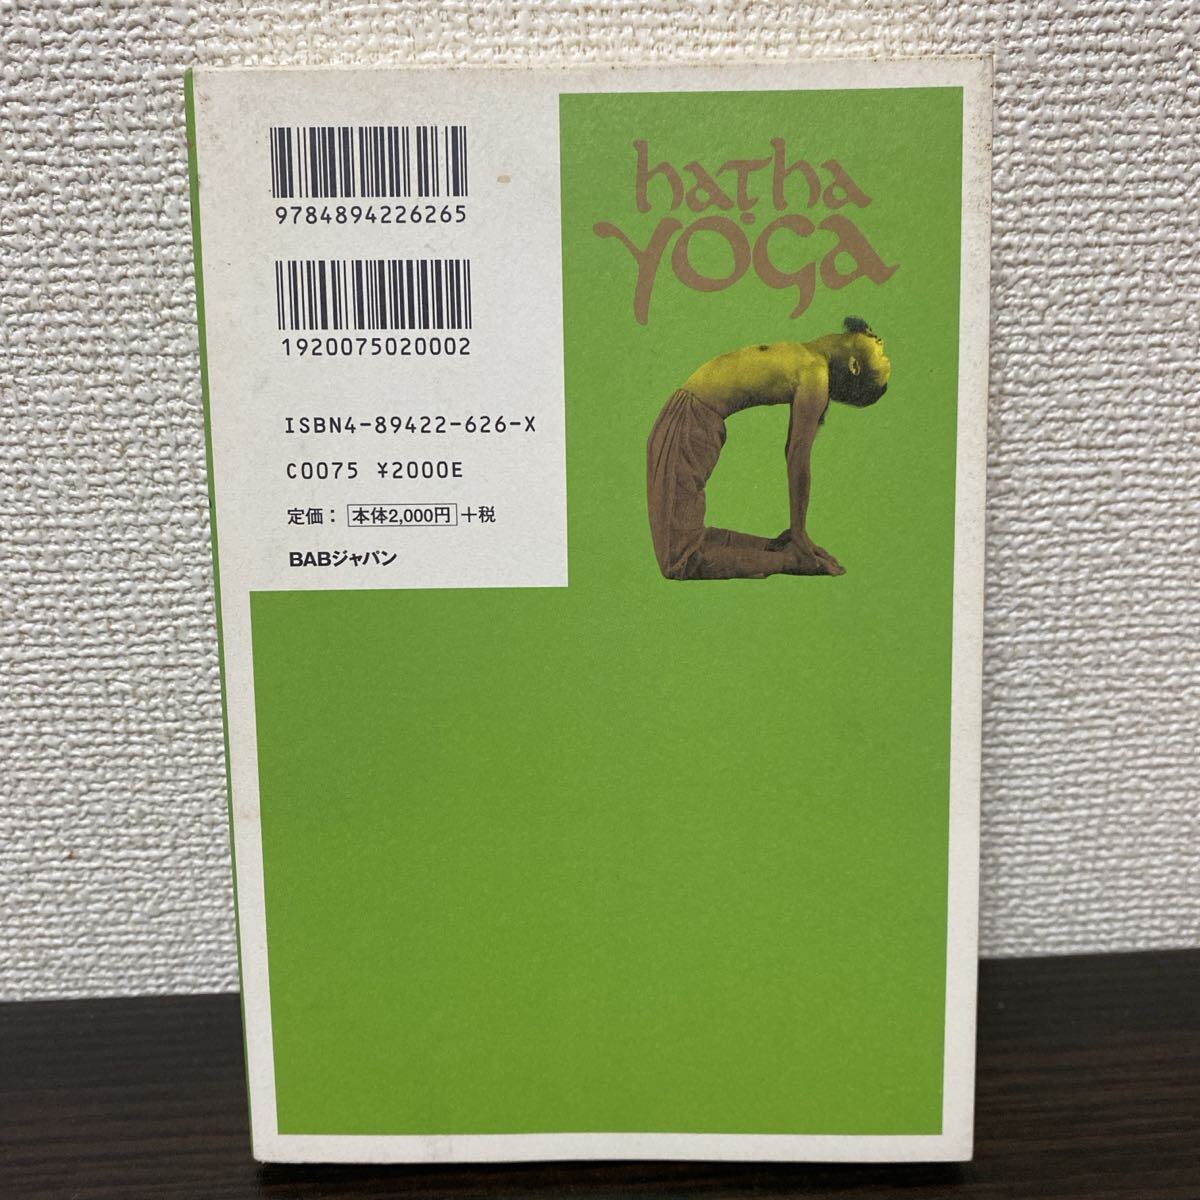 9784894226265
1920075020002
ISBN4-89422-626-X
C0075 ¥2000E
定価： 本体2,000円 +税
BABジャパン
haTha
YOGa